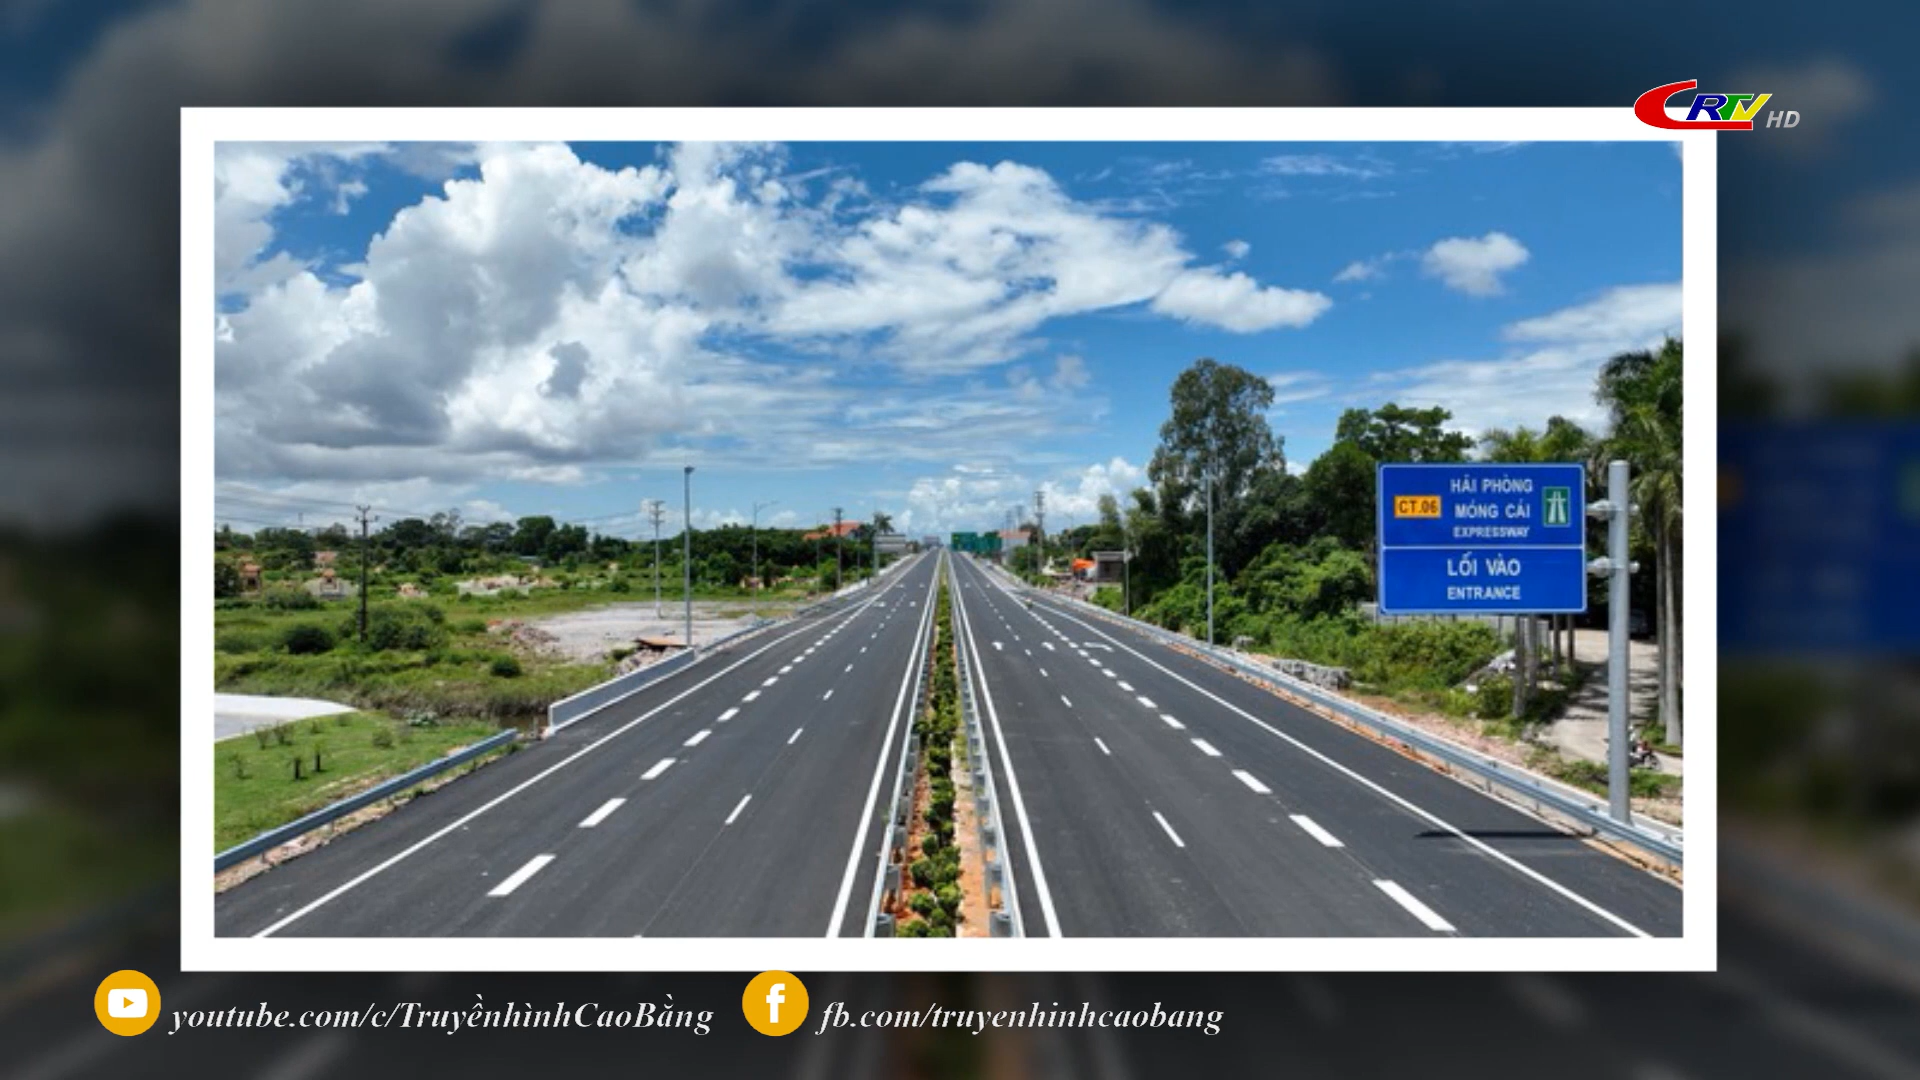 CRTV HD
HẢI PHÒNG
CT.06
MÓNG CÁI
EXPRESSWAY
LỐI VÀO
ENTRANCE
youtube.com/c/TruyềnhìnhCaoBằng
fb.com/truyenhinhcaobang